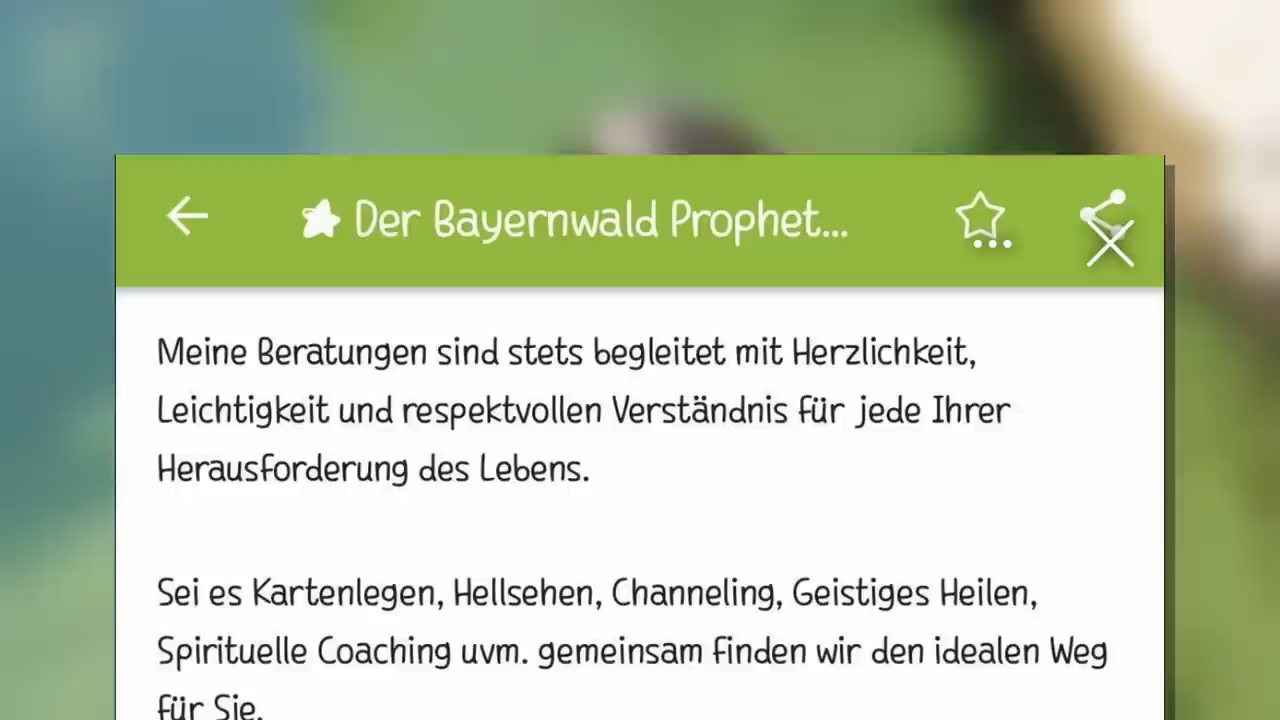 Der Bayernwald Prophet...
Meine Beratungen sind stets begleitet mit Herzlichkeit,
Leichtigkeit und respektvollen Verständnis für jede Ihrer
Herausforderung des Lebens.
Sei es Kartenlegen, Hellsehen, Channeling, Geistiges Heilen,
Spirituelle Coaching uvm. gemeinsam finden wir den idealen Weg
für Sie.